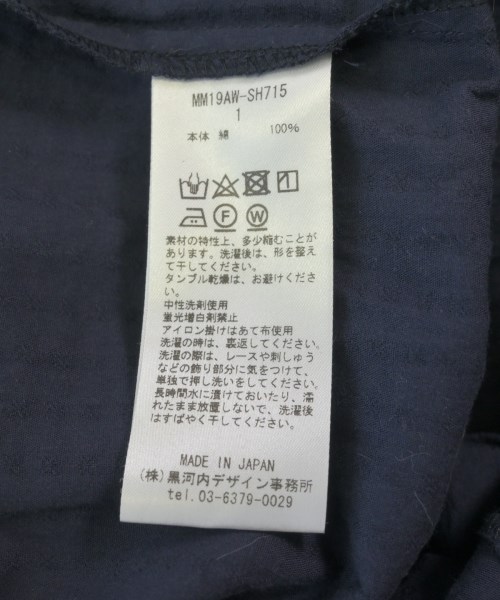 MM19AW-SH715
1
本体 綿 100%
素材の特性上、多少縮むことが
あります。洗濯後は、形を整え
て干してください。
タンブル乾燥は、お避けくださ
い。
中性洗剤使用
蛍光増白剤禁止
アイロン掛けはあて布使用
洗濯の時は、裏返してください。
洗濯の際は、レースや刺しゅう
などの飾り部分に気をつけて、
単独で押し洗いをしてください。
長時間水に漬けておいたり、濡
れたまま放置しないで、洗濯後
はすばやく干してください。
MADE IN JAPAN
(株)黒河内デザイン事務所
tel.03-6379-0029